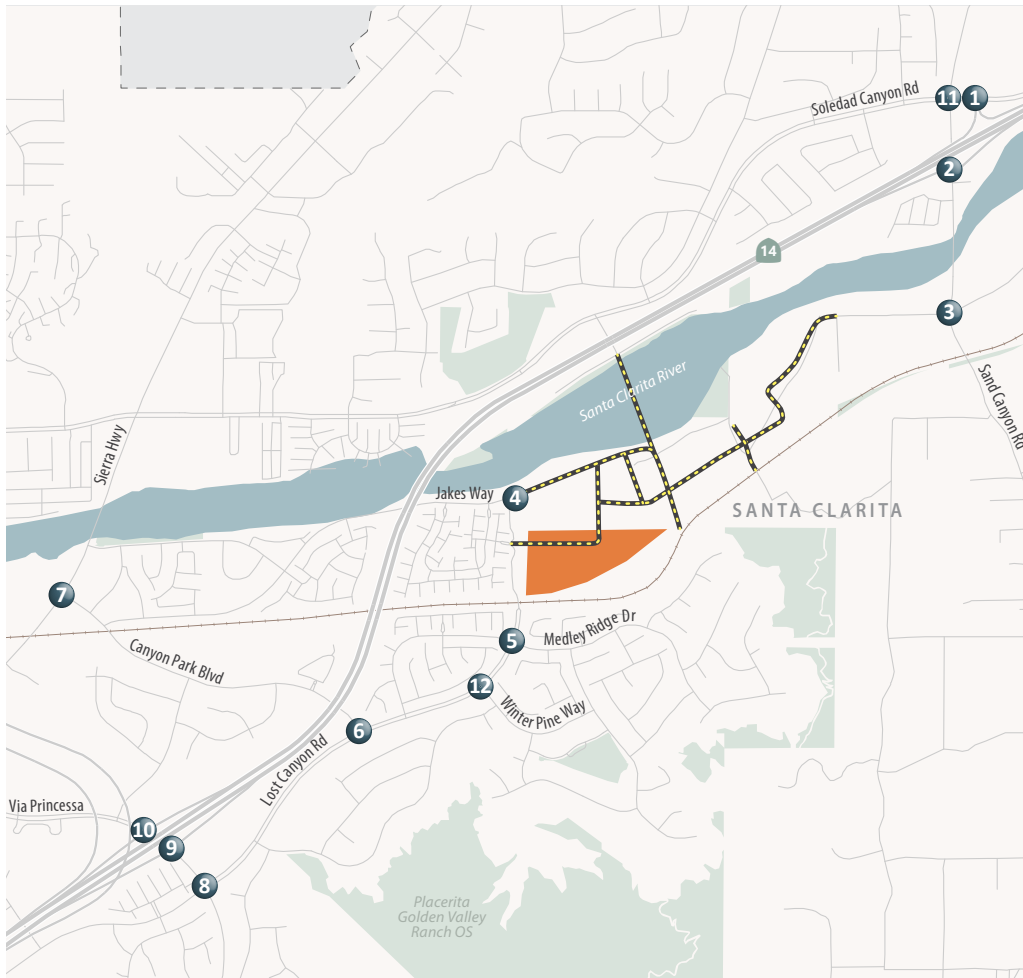 Soledad Canyon Rd
11
1
2
14
3
Santa Clarita River
Sand Canyon Rd
Sierra Hwy
Jakes Way
4
SANTA CLARITA
7
5
Medley Ridge Dr
Canyon Park Blvd
12
Winter Pine Way
6
Lost Canyon Rd
Via Princessa
10
9
8
Placerita
Golden Valley
Ranch OS